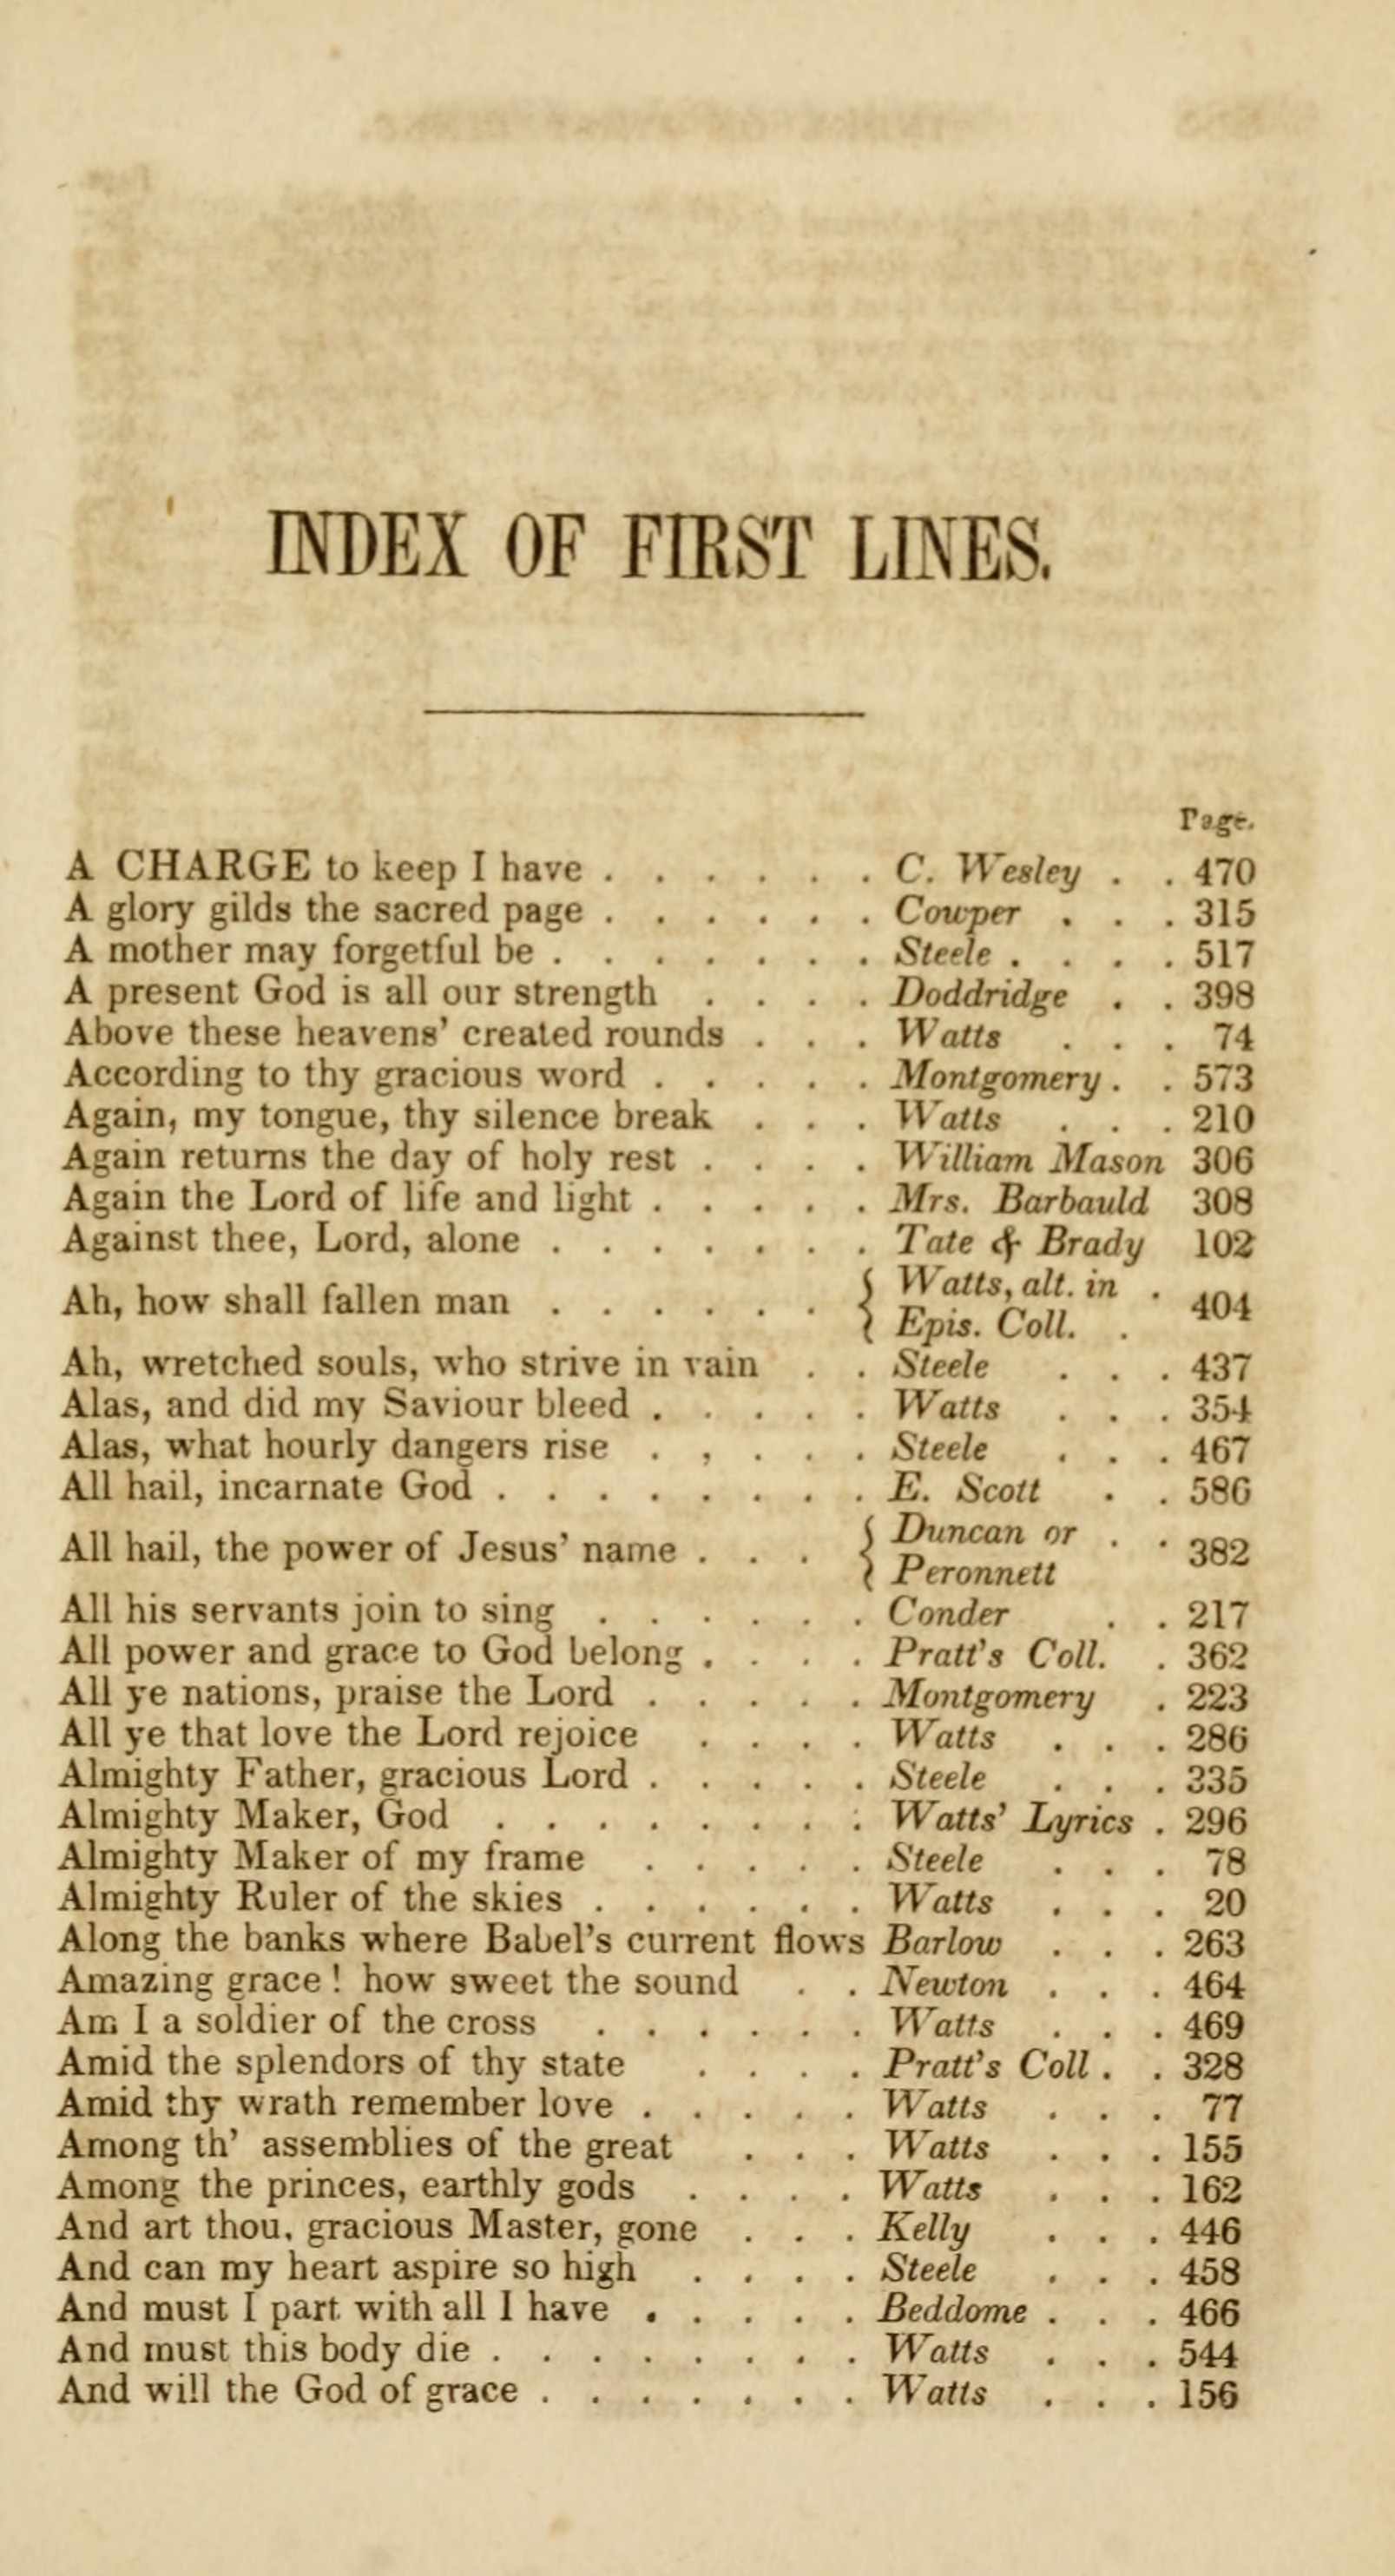 INDEX OF FIRST LINES.
Page.
A CHARGE to keep I have . . . . . . C. Wesley . . 470
A glory gilds the sacred page . . . . . . Cowper . . . 315
A mother may forgetful be . . . . . . . Steele . . . . 517
A present God is all our strength . . . . Doddridge . . 398
Above these heavens' created rounds . . . Watts . . . 74
According to thy gracious word . . . . . Montgomery . . 573
Again, my tongue, thy silence break . . . Watts . . . 210
Again returns the day of holy rest . . . . William Mason 306
Again the Lord of life and light . . . . . Mrs. Barbauld 308
Against thee, Lord, alone . . . . . . . Tate & Brady 102
Ah, how shall fallen man . . . . . . { Watts, alt. in . 404
Epis. Coll. .
Ah, wretched souls, who strive in vain . . Steele . . . 437
Alas, and did my Saviour bleed . . . . . Watts . . . 354
Alas, what hourly dangers rise . , . . . Steele . . . 467
All hail, incarnate God . . . . . . . . E. Scott . . 586
All hail, the power of Jesus' name . . . { Duncan or . . 382
Peronnett
All his servants join to sing . . . . . . Conder . . 217
All power and grace to God belong . . . . Pratt's Coll. . 362
All ye nations, praise the Lord . . . . . Montgomery . 223
All ye that love the Lord rejoice . . . . Watts . . . 286
Almighty Father, gracious Lord . . . . . Steele . . . 335
Almighty Maker, God . . . . . . . : Watts' Lyrics . 296
Almighty Maker of my frame . . . . . Steele . . . 78
Almighty Ruler of the skies . . . . . . Watts . . . 20
Along the banks where Babel's current flows Barlow . . . 263
Amazing grace ! how sweet the sound . . Newton . . . 464
Am I a soldier of the cross . . . . . . Watts . . . 469
Amid the splendors of thy state . . . . Pratt's Coll . . 328
Amid thy wrath remember love . . . . . Watts . . . 77
Among th' assemblies of the great . . . Watts . . . 155
Among the princes, earthly gods . . . . Watts . . . 162
And art thou, gracious Master, gone . . . Kelly . . . 446
And can my heart aspire so high . . . . Steele . . . 458
And must I part with all I have . . . . . Beddome . . . 466
And must this body die . . . . . . . . Watts . . . 544
And will the God of grace . . . . . . . Watts . . . 156